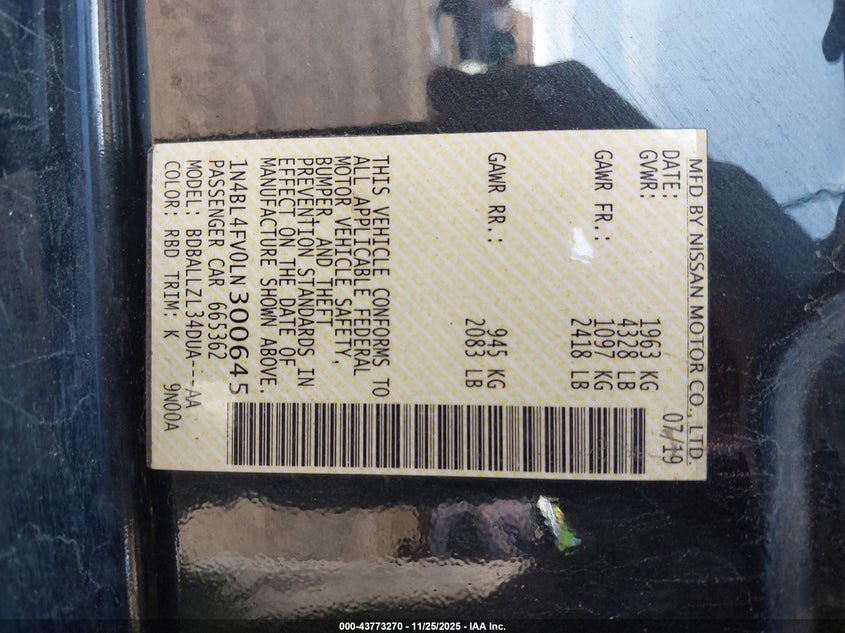 MFD BY NISSAN MOTOR CO., LTD.
DATE: 07/19
GVWR: 1963 KG
4328 LB
GAWR FR.: 1097 KG
2418 LB
GAWR RR.: 945 KG
2083 LB
THIS VEHICLE CONFORMS TO
ALL APPLICABLE FEDERAL
MOTOR VEHICLE SAFETY,
BUMPER, AND THEFT
PREVENTION STANDARDS IN
EFFECT ON THE DATE OF
MANUFACTURE SHOWN ABOVE.
1N4BL4FV0LN300645
PASSENGER CAR 665362
MODEL: BDBALLZL34DUA---AA
COLOR: RBD TRIM: K 9N00A
000-43773270 - 11/25/2025 - IAA Inc.